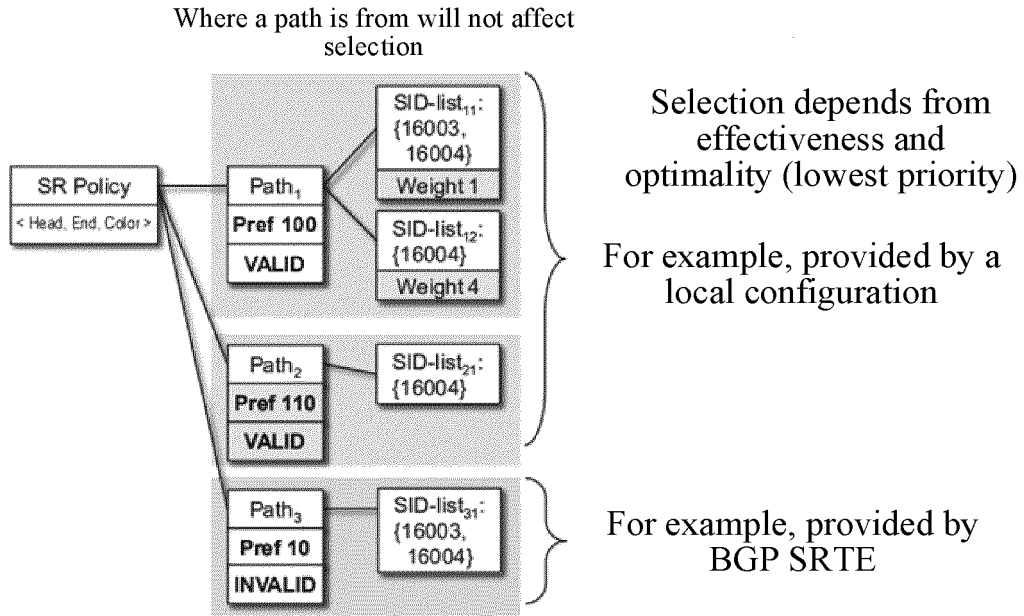 Where a path is from will not affect
selection
SR Policy
< Head, End, Color >
Path1
Pref 100
VALID
SID-list11:
{16003,
16004}
Weight 1
SID-list12:
{16004}
Weight 4
Path2
Pref 110
VALID
SID-list21:
{16004}
Path3
Pref 10
INVALID
SID-list31:
{16003,
16004}
Selection depends from
effectiveness and
optimality (lowest priority)
For example, provided by a
local configuration
For example, provided by
BGP SRTE